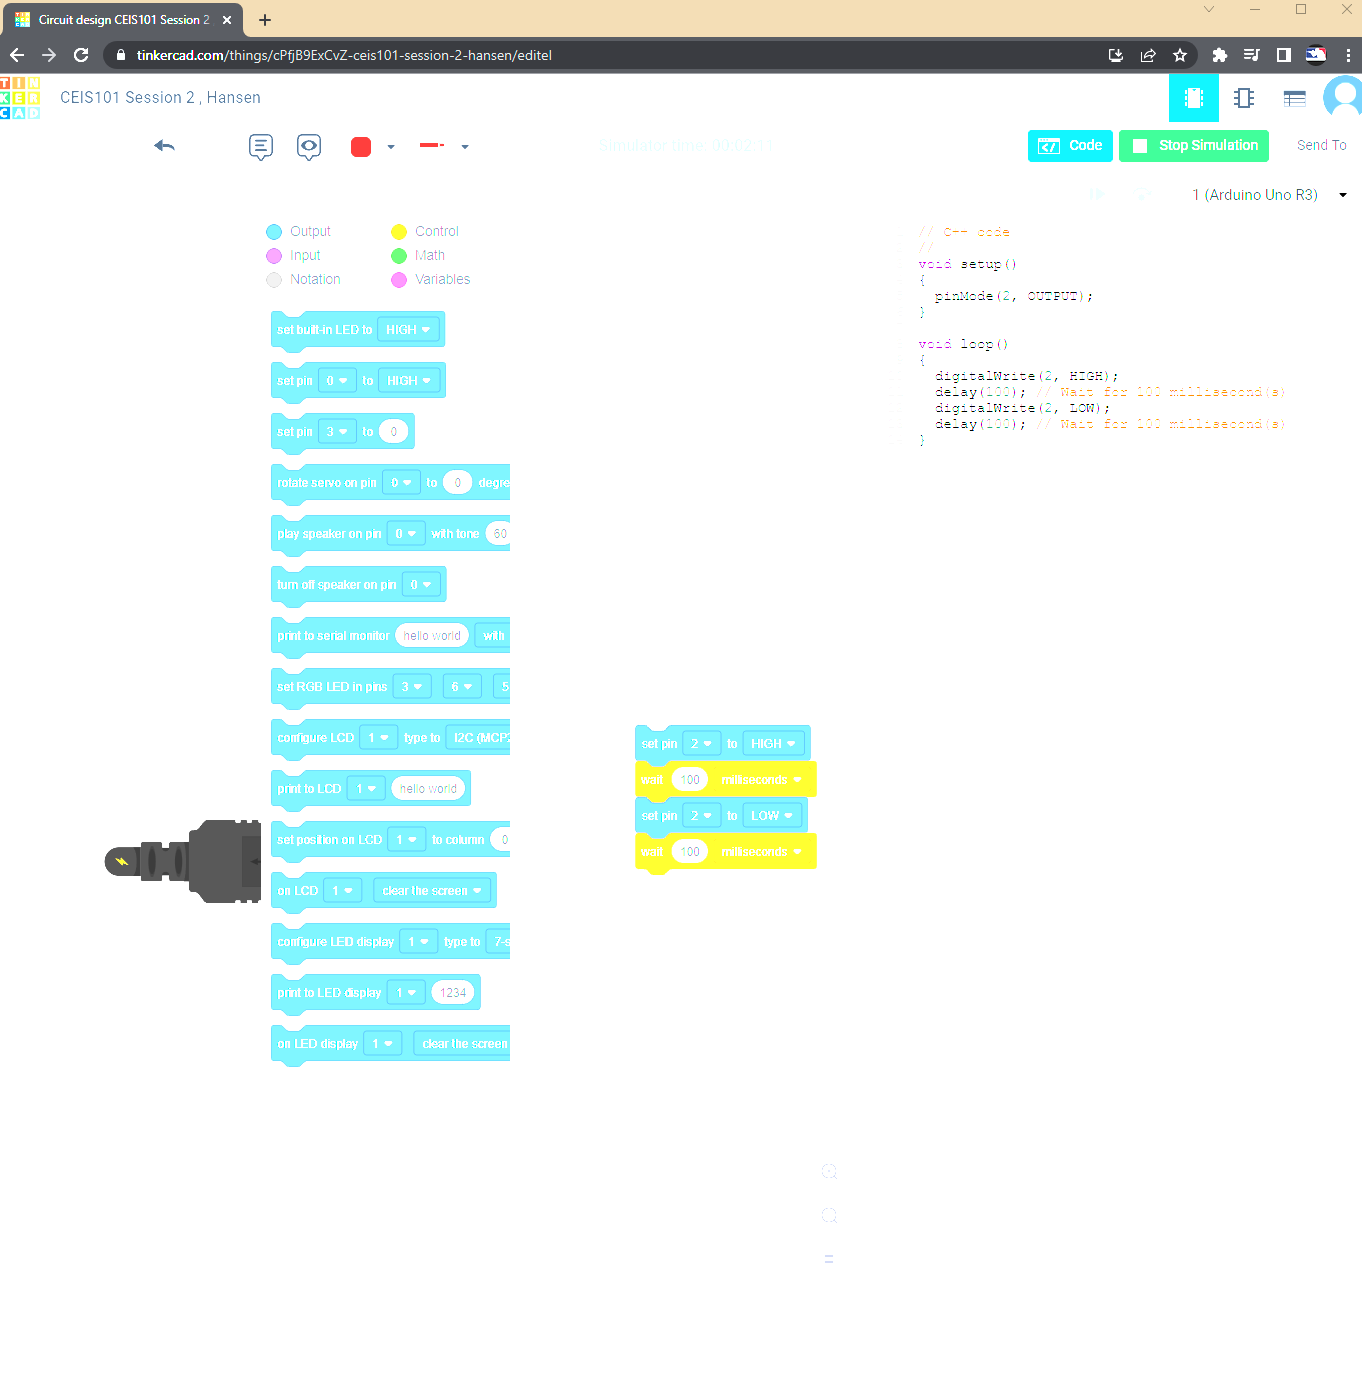 Circuit design CEIS101 Session 2
tinkercad.com/things/cPfjB9ExCvZ-ceis101-session-2-hansen/editel
TIN
KER
CAD
CEIS101 Session 2 , Hansen
Simulator time: 00:02:11
Code
Stop Simulation
Send To
1 (Arduino Uno R3)
Output
Control
Input
Math
Notation
Variables
set built-in LED to HIGH
set pin 0 to HIGH
set pin 3 to 0
rotate servo on pin 0 to 0 degre
play speaker on pin 0 with tone 60
turn off speaker on pin 0
print to serial monitor hello world with
set RGB LED in pins 3 6 5
configure LCD 1 type to I2C (MCP2
print to LCD 1 hello world
set position on LCD 1 to column 0
on LCD 1 clear the screen
configure LED display 1 type to 7-s
print to LED display 1 1234
on LED display 1 clear the screen
set pin 2 to HIGH
wait 100 milliseconds
set pin 2 to LOW
wait 100 milliseconds
// C++ code
//
void setup()
{
pinMode(2, OUTPUT);
}
void loop()
{
digitalWrite(2, HIGH);
delay(100); // Wait for 100 millisecond(s)
digitalWrite(2, LOW);
delay(100); // Wait for 100 millisecond(s)
}